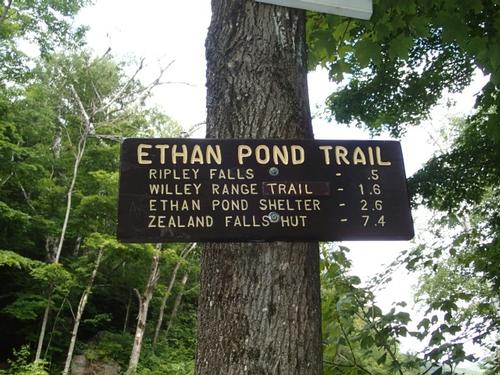 ETHAN POND TRAIL
RIPLEY FALLS - .5
WILLEY RANGE TRAIL - 1.6
ETHAN POND SHELTER - 2.6
ZEALAND FALLS HUT - 7.4